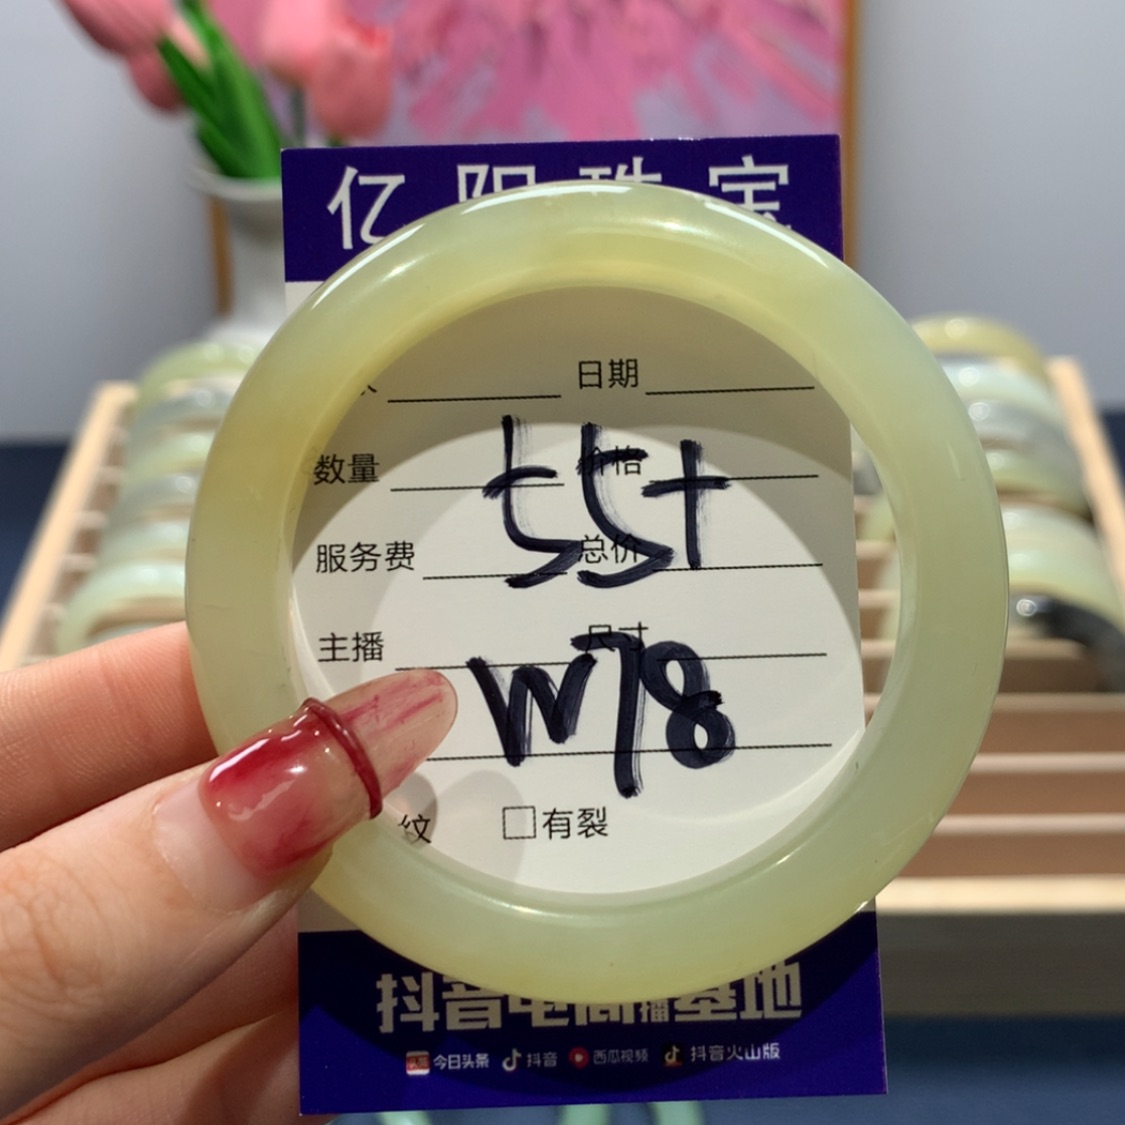 亿阳珠宝
日期
数量 价格
55+
服务费 总价
主播 尺寸
W78
纹 □有裂
抖音电商直播基地
今日头条 抖音 西瓜视频 抖音火山版